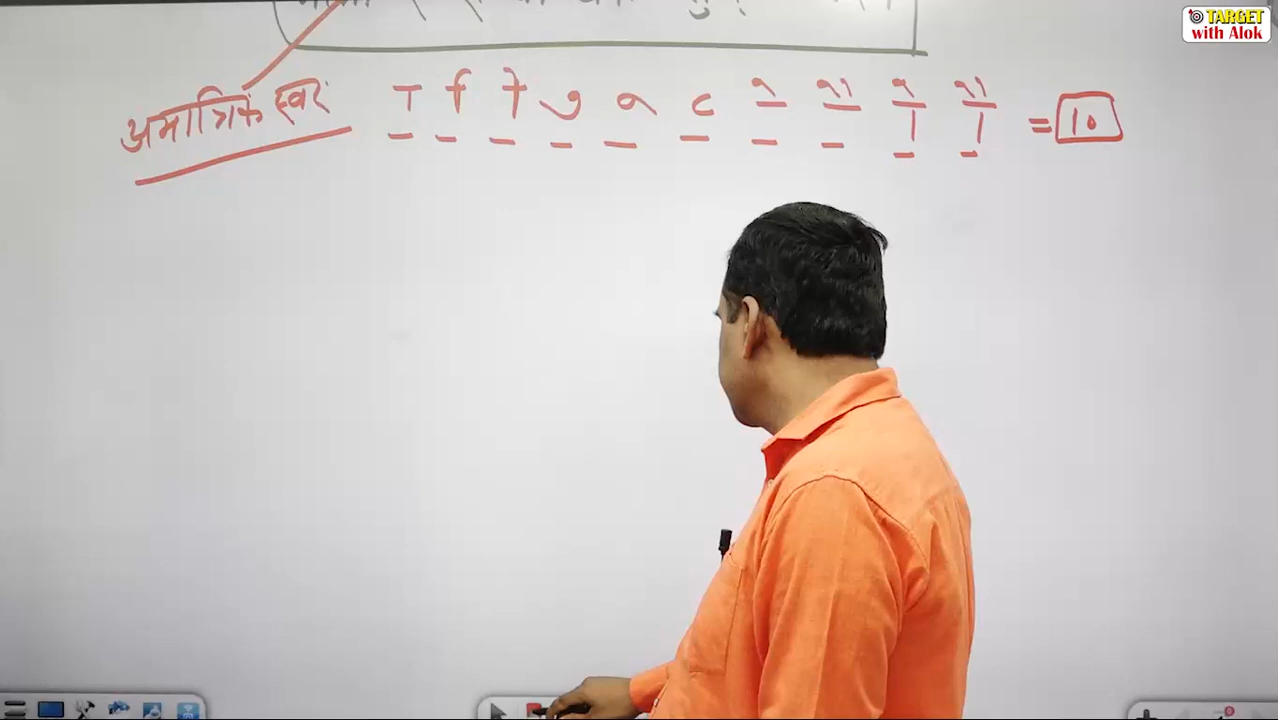 TARGET
with Alok
अमात्रिक स्वर ा ि ी ु ू ृ े ै ो ौ = 10